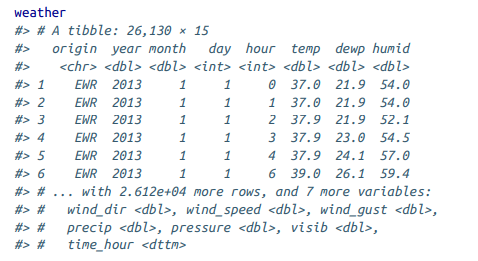 weather
#> # A tibble: 26,130 × 15
#> origin year month day hour temp dewp humid
#> <chr> <dbl> <dbl> <int> <int> <dbl> <dbl> <dbl>
#> 1 EWR 2013 1 1 0 37.0 21.9 54.0
#> 2 EWR 2013 1 1 1 37.0 21.9 54.0
#> 3 EWR 2013 1 1 2 37.9 21.9 52.1
#> 4 EWR 2013 1 1 3 37.9 23.0 54.5
#> 5 EWR 2013 1 1 4 37.9 24.1 57.0
#> 6 EWR 2013 1 1 6 39.0 26.1 59.4
#> # ... with 2.612e+04 more rows, and 7 more variables:
#> # wind_dir <dbl>, wind_speed <dbl>, wind_gust <dbl>,
#> # precip <dbl>, pressure <dbl>, visib <dbl>,
#> # time_hour <dttm>